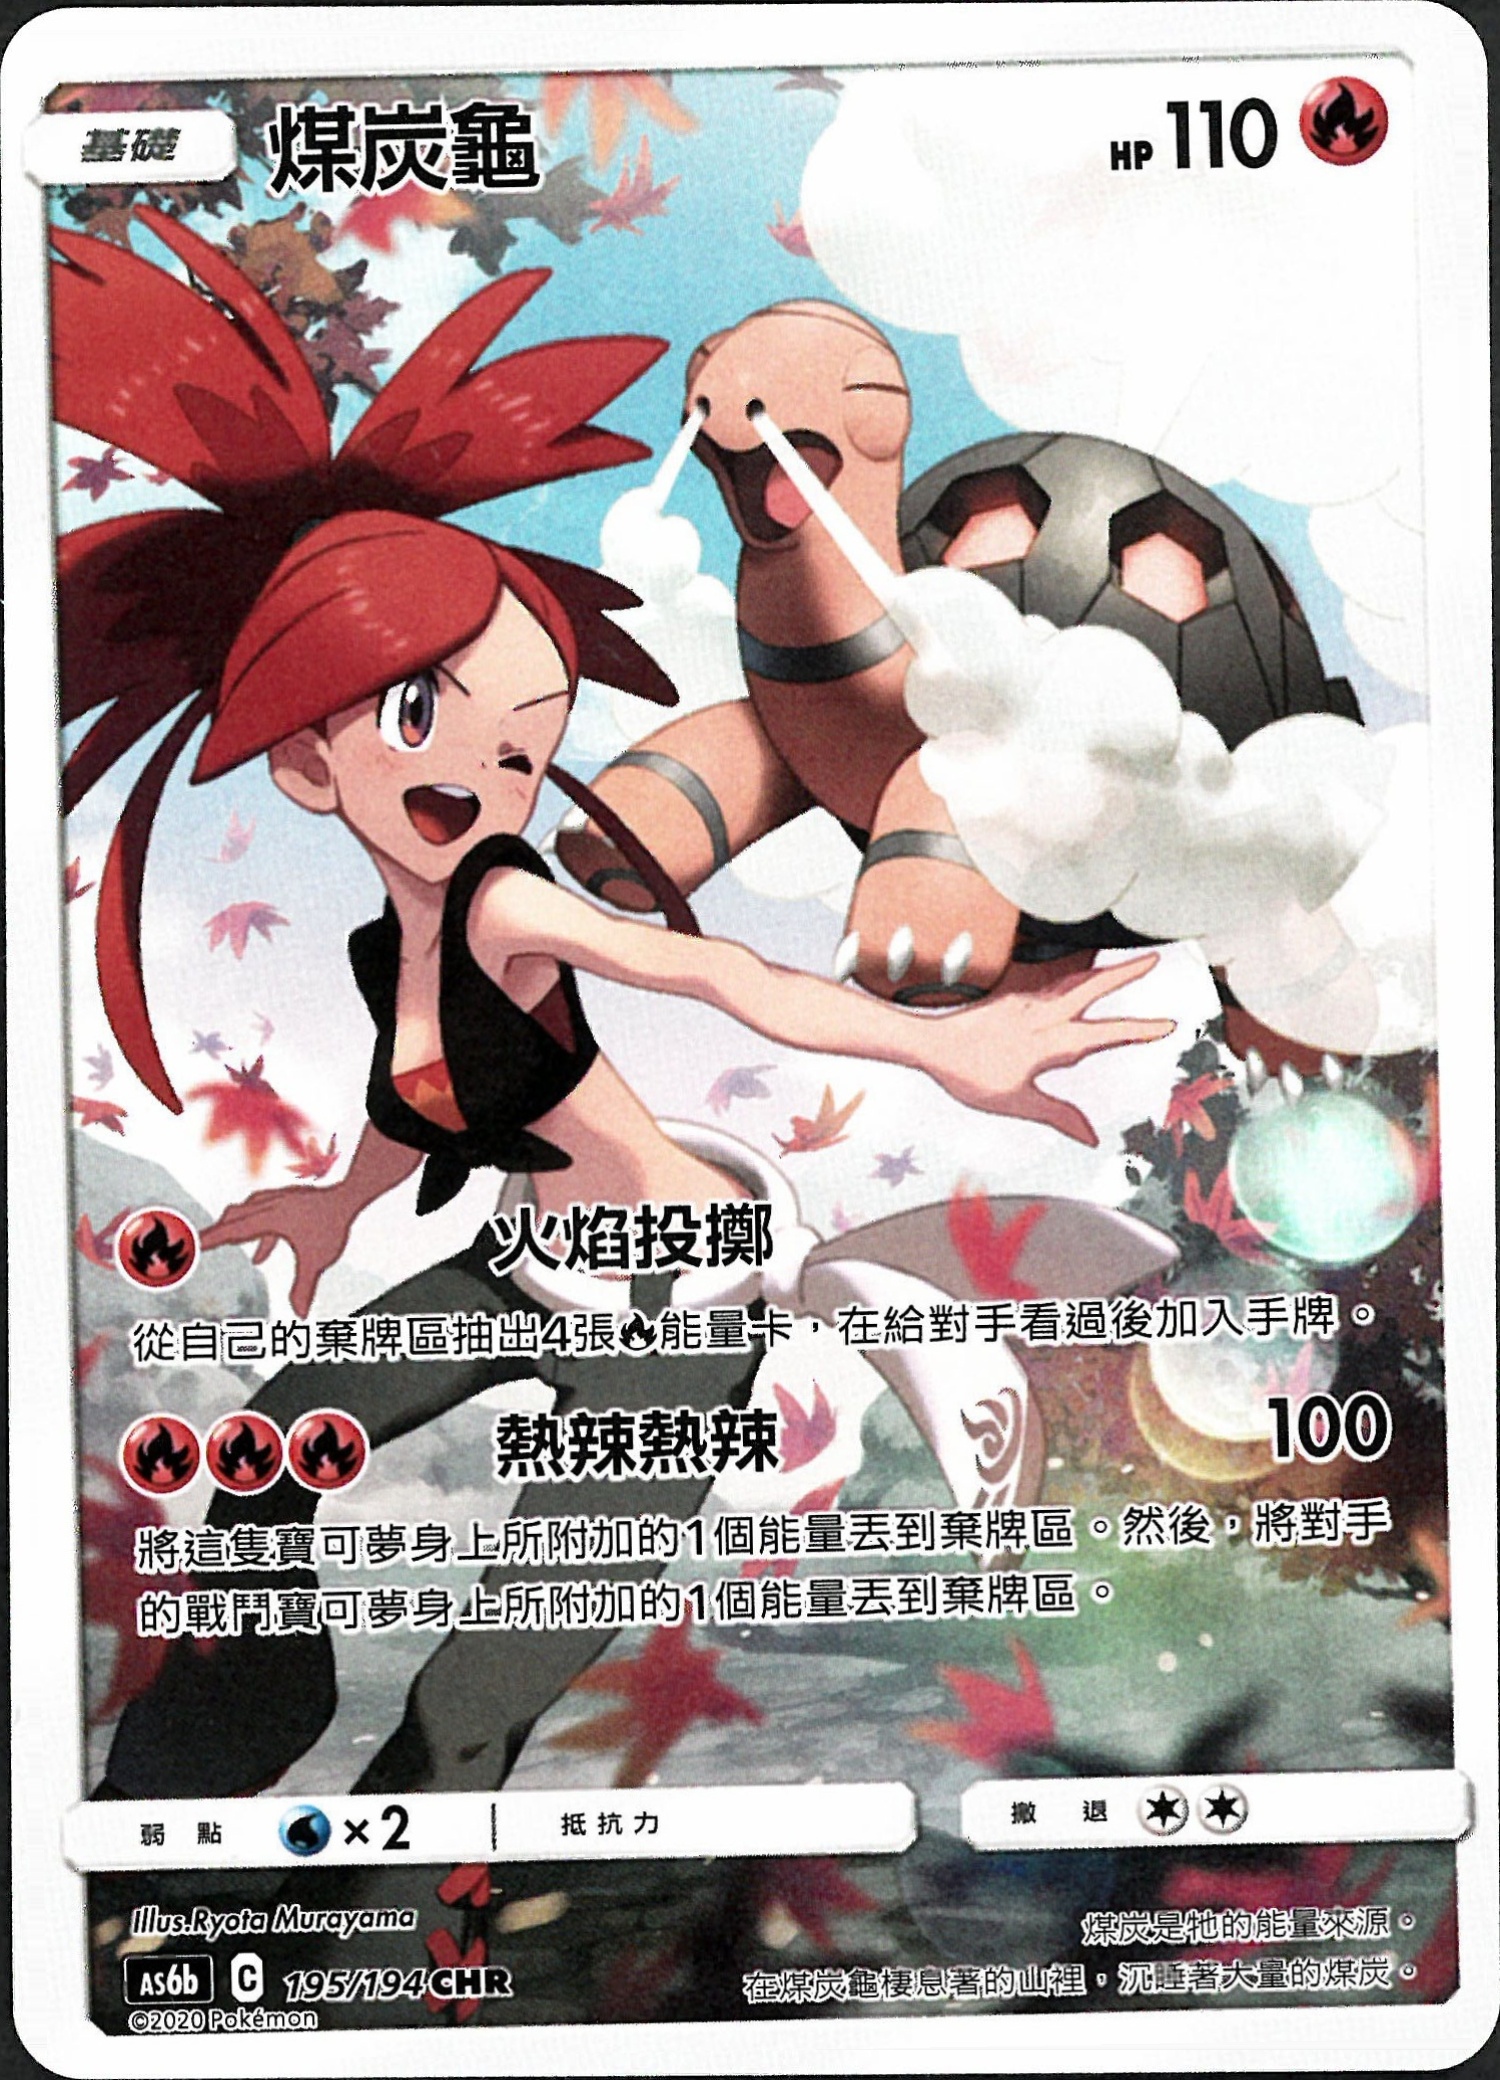 基礎 煤炭龜 HP 110
火焰投擲
從自己的棄牌區抽出4張能量卡，在給對手看過後加入手牌。
熱辣熱辣 100
將這隻寶可夢身上所附加的1個能量丟到棄牌區。然後，將對手
的戰鬥寶可夢身上所附加的1個能量丟到棄牌區。
弱點 ×2 抵抗力 撤退
Illus.Ryota Murayama
AS6b C 195/194 CHR
©2020 Pokémon
煤炭是牠的能量來源。
在煤炭龜棲息著的山裡，沉睡著大量的煤炭。